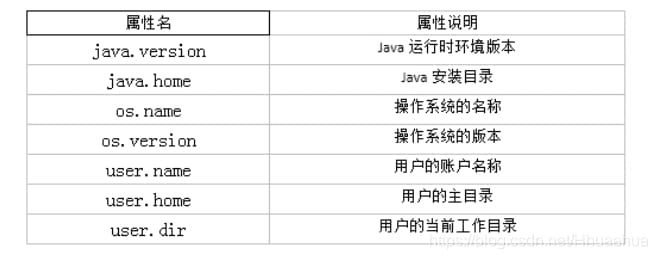 属性名 属性说明
java.version Java 运行时环境版本
java.home Java 安装目录
os.name 操作系统的名称
os.version 操作系统的版本
user.name 用户的账户名称
user.home 用户的主目录
user.dir 用户的当前工作目录
https://blog.csdn.net/Hhuaahua